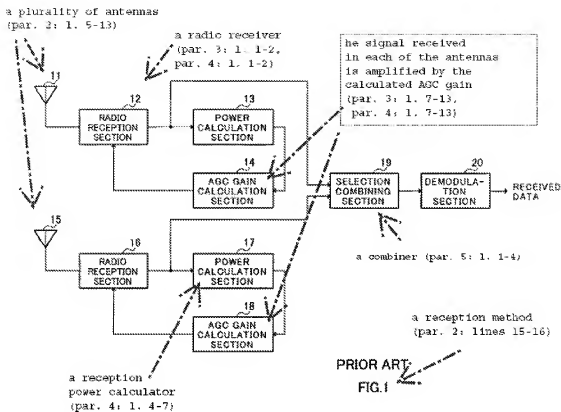 a plurality of antennas
(par. 2: l. 5-13)
a radio receiver
(par. 3: l. 1-2,
par. 4: l. 1-2)
he signal received
in each of the antennas
is amplified by the
calculated AGC gain
(par. 3: l. 7-13,
par. 4: l. 7-13)
11
12
RADIO
RECEPTION
SECTION
13
POWER
CALCULATION
SECTION
14
AGC GAIN
CALCULATION
SECTION
19
SELECTION
COMBINING
SECTION
20
DEMODULA-
TION
SECTION
RECEIVED
DATA
15
16
RADIO
RECEPTION
SECTION
17
POWER
CALCULATION
SECTION
18
AGC GAIN
CALCULATION
SECTION
a combiner (par. 5: l. 1-4)
a reception method
(par. 2: lines 15-16)
PRIOR ART
FIG.1
a reception
power calculator
(par. 4: l. 4-7)